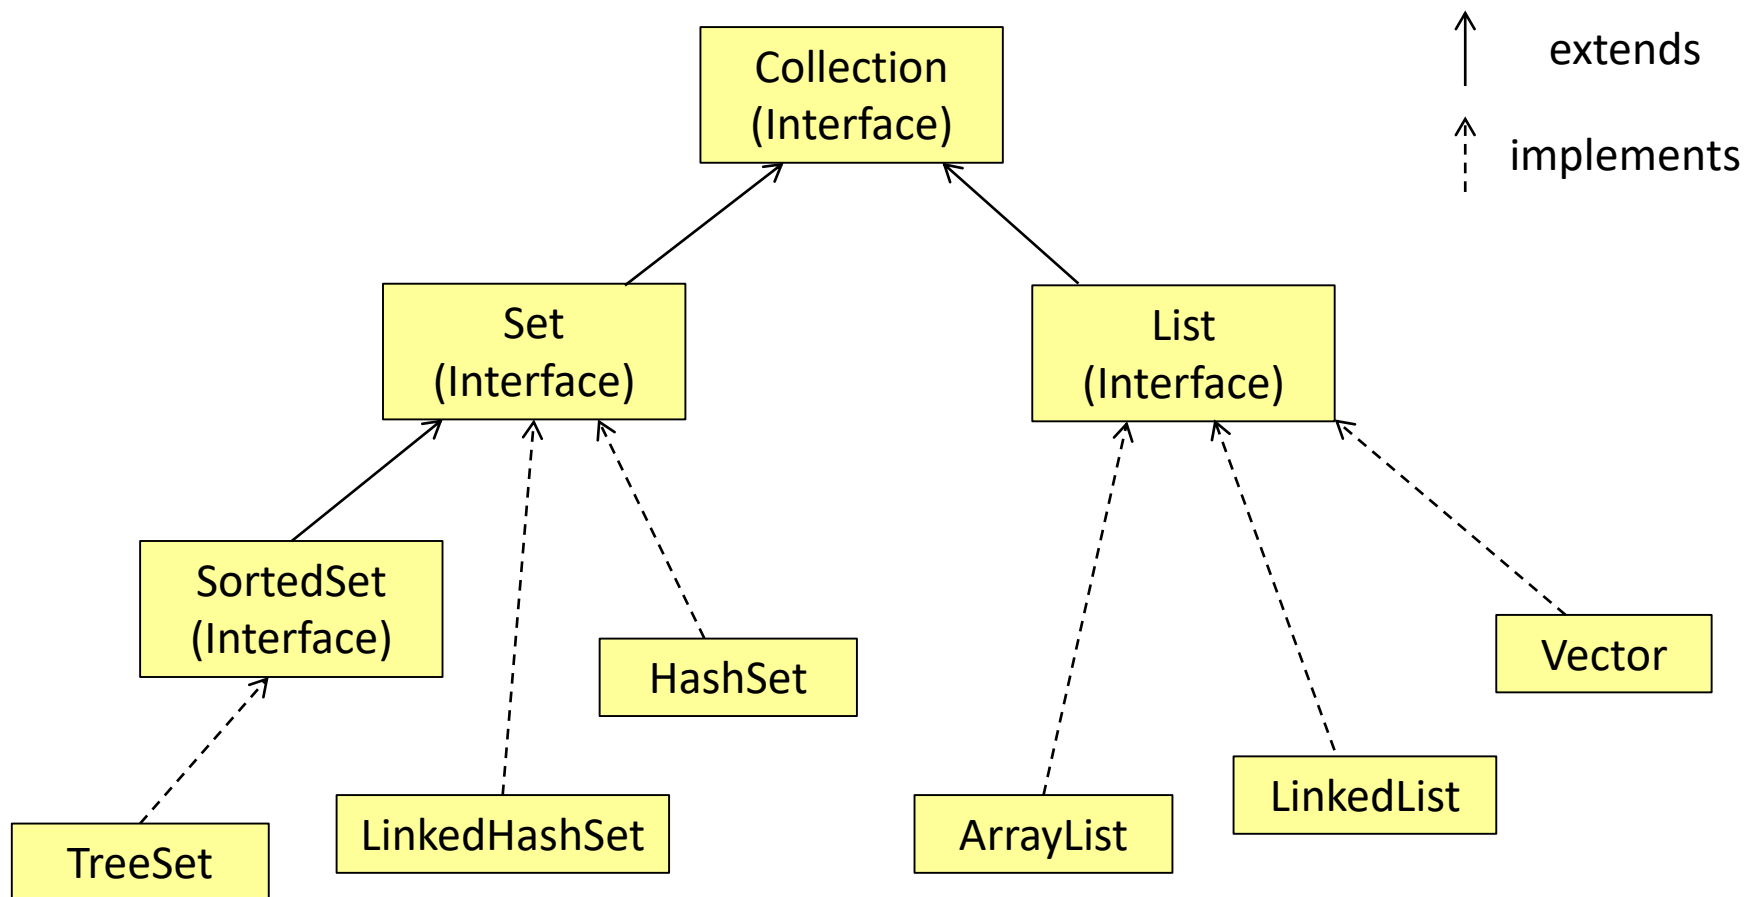 Collection
(Interface)
extends
implements
Set
(Interface)
List
(Interface)
SortedSet
(Interface)
HashSet
Vector
TreeSet
LinkedHashSet
ArrayList
LinkedList